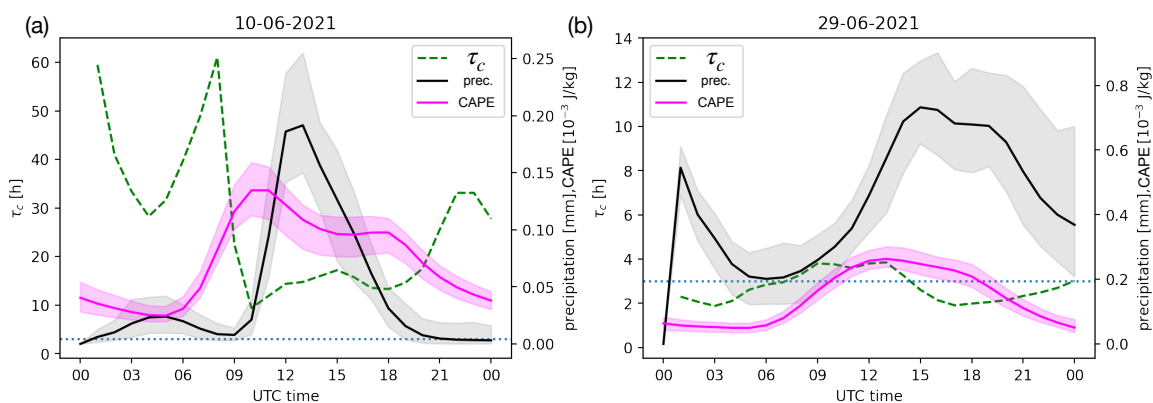 (a)
10-06-2021
τc
prec.
CAPE
60
50
40
30
20
10
0
τc [h]
0.25
0.20
0.15
0.10
0.05
0.00
precipitation [mm],CAPE [10⁻³ J/kg]
00 03 06 09 12 15 18 21 00
UTC time
(b)
29-06-2021
τc
prec.
CAPE
14
12
10
8
6
4
2
0
τc [h]
0.8
0.6
0.4
0.2
0.0
precipitation [mm],CAPE [10⁻³ J/kg]
00 03 06 09 12 15 18 21 00
UTC time